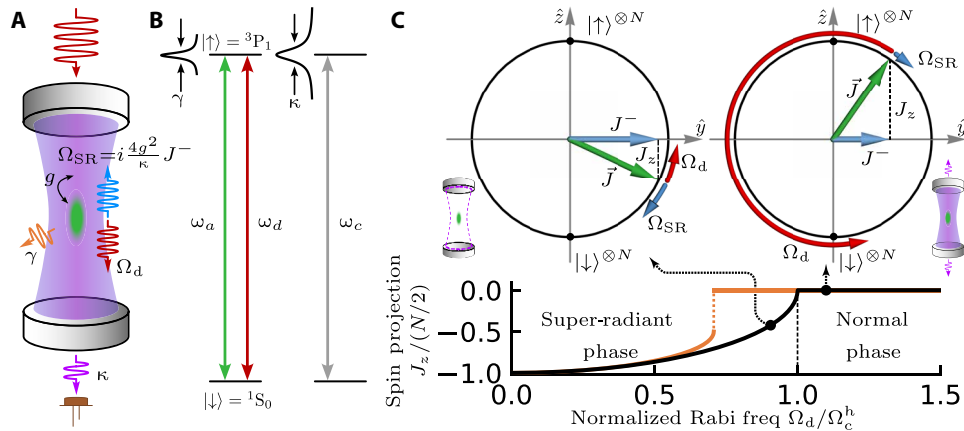 A
Ω_SR = i 4g²/κ J⁻
g
γ
Ω_d
κ
B
|↑⟩ = ³P₁
γ
κ
ω_a
ω_d
ω_c
|↓⟩ = ¹S₀
C
ẑ
|↑⟩^⊗N
J⁻
ŷ
J_z
J⃗
Ω_d
Ω_SR
|↓⟩^⊗N
ẑ
|↑⟩^⊗N
Ω_SR
J⃗
J_z
ŷ
J⁻
Ω_d
|↓⟩^⊗N
Spin projection
J_z/(N/2)
0.0
−0.5
−1.0
Super-radiant
phase
Normal
phase
0.0
0.5
1.0
1.5
Normalized Rabi freq Ω_d/Ω_c^h